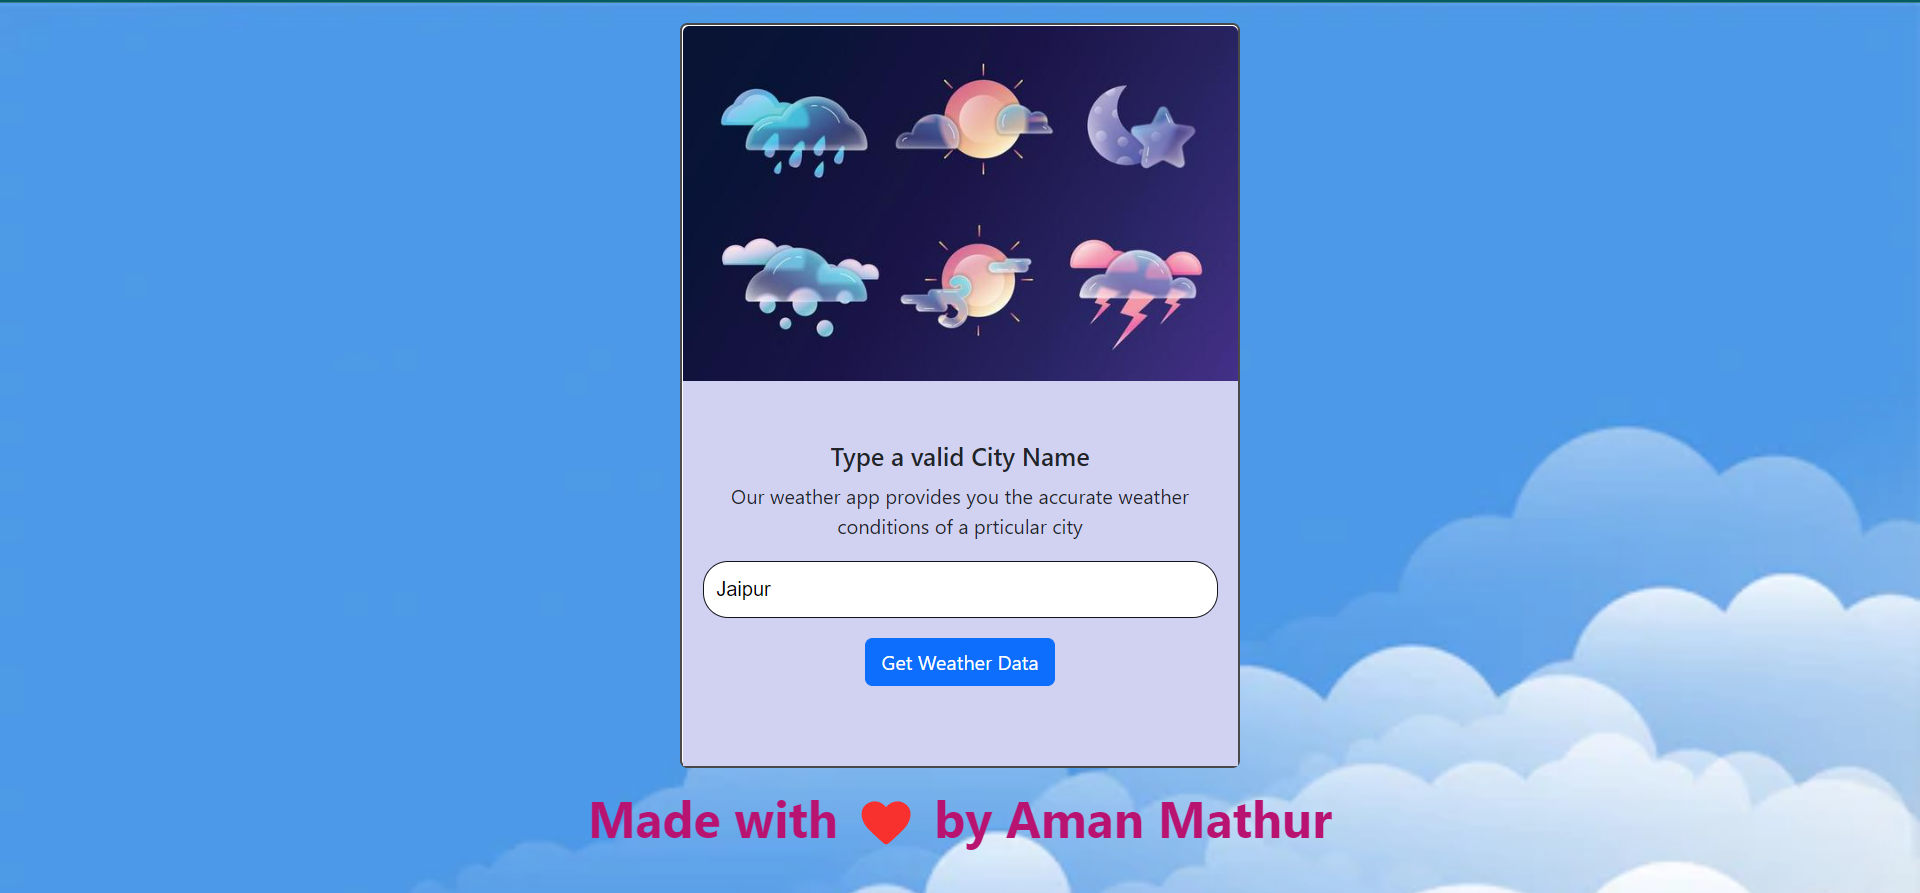 Type a valid City Name
Our weather app provides you the accurate weather
conditions of a prticular city
Jaipur
Get Weather Data
Made with ❤ by Aman Mathur